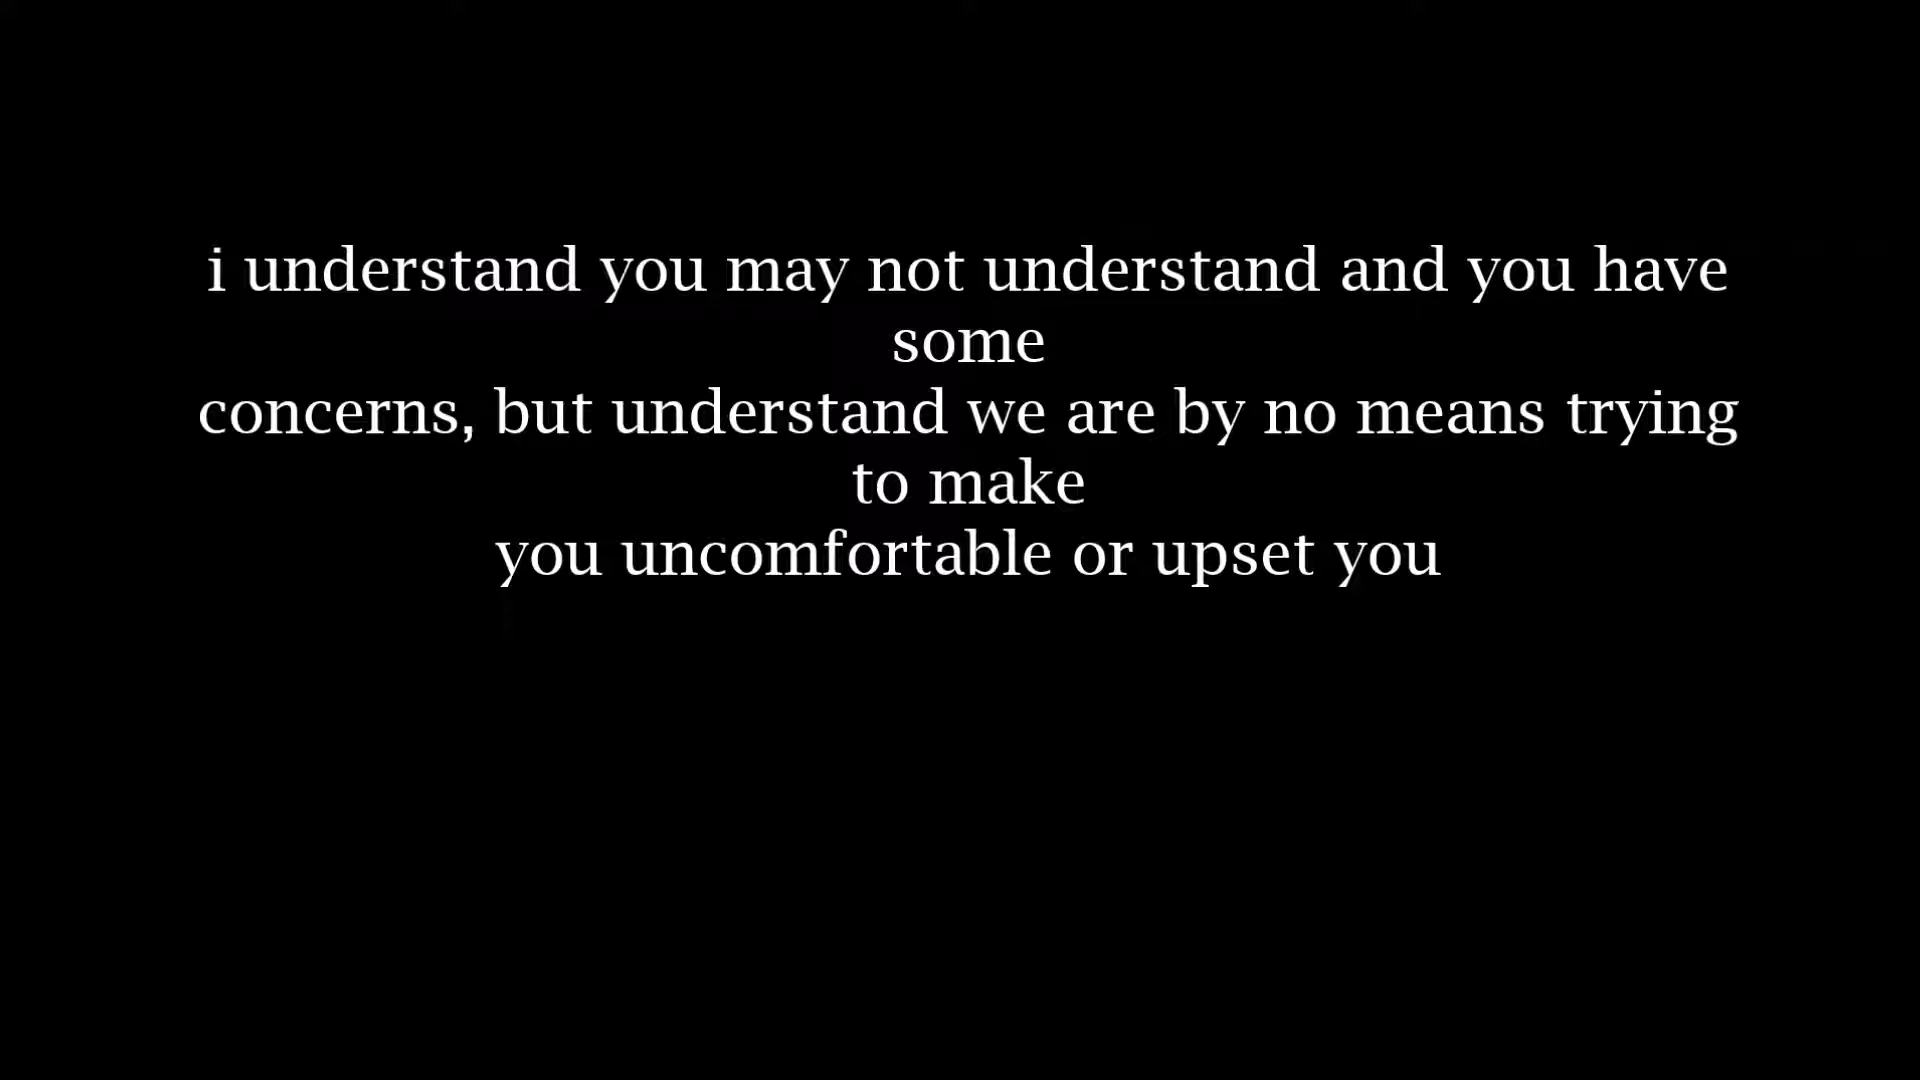 i understand you may not understand and you have
some
concerns, but understand we are by no means trying
to make
you uncomfortable or upset you